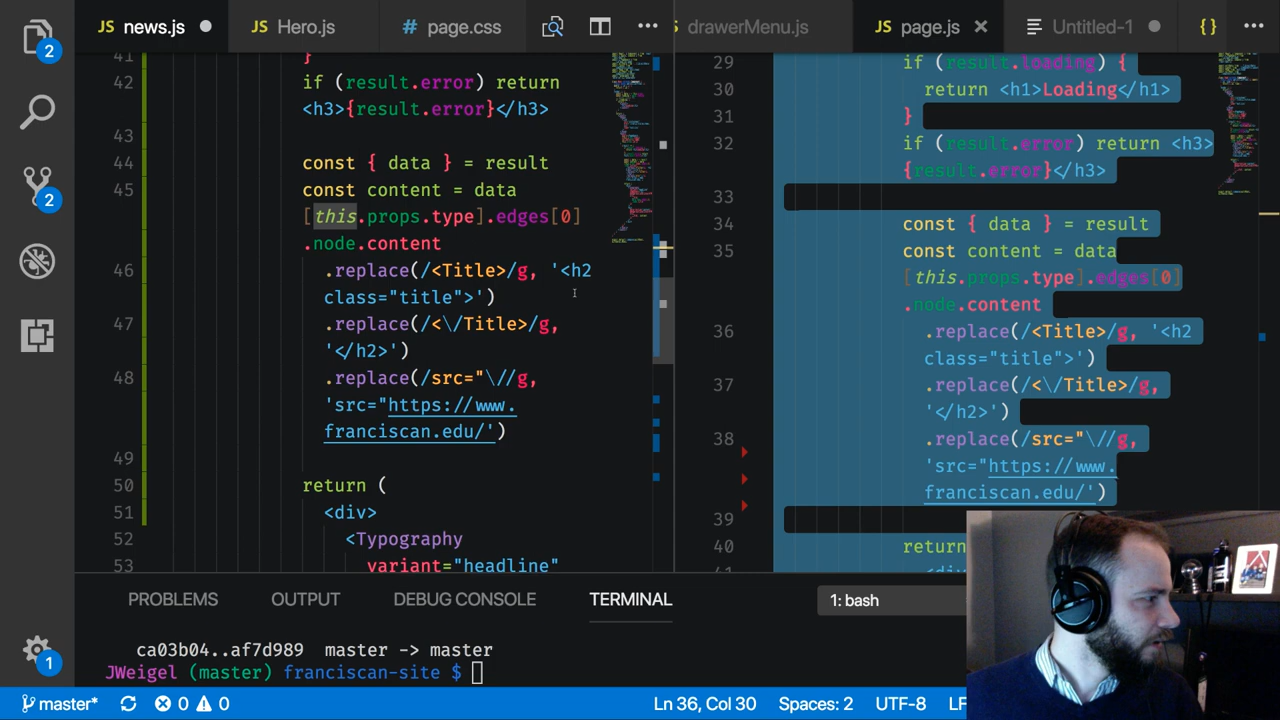 JS news.js
JS Hero.js
# page.css
drawerMenu.js
JS page.js
Untitled-1
{}
2
2
1
41 }
42 if (result.error) return
<h3>{result.error}</h3>
43
44 const { data } = result
45 const content = data
[this.props.type].edges[0]
.node.content
46 .replace(/<Title>/g, '<h2
class="title">')
47 .replace(/<\/Title>/g,
'</h2>')
48 .replace(/src="\//g,
'src="https://www.
franciscan.edu/')
49
50 return (
51 <div>
52 <Typography
53 variant="headline"
29 if (result.loading) {
30 return <h1>Loading</h1>
31 }
32 if (result.error) return <h3>
{result.error}</h3>
33
34 const { data } = result
35 const content = data
[this.props.type].edges[0]
.node.content
36 .replace(/<Title>/g, '<h2
class="title">')
37 .replace(/<\/Title>/g,
'</h2>')
38 .replace(/src="\//g,
'src="https://www.
franciscan.edu/')
39
40 return
PROBLEMS OUTPUT DEBUG CONSOLE TERMINAL 1: bash
ca03b04..af7d989 master -> master
JWeigel (master) franciscan-site $
master* 0 0 Ln 36, Col 30 Spaces: 2 UTF-8 LF